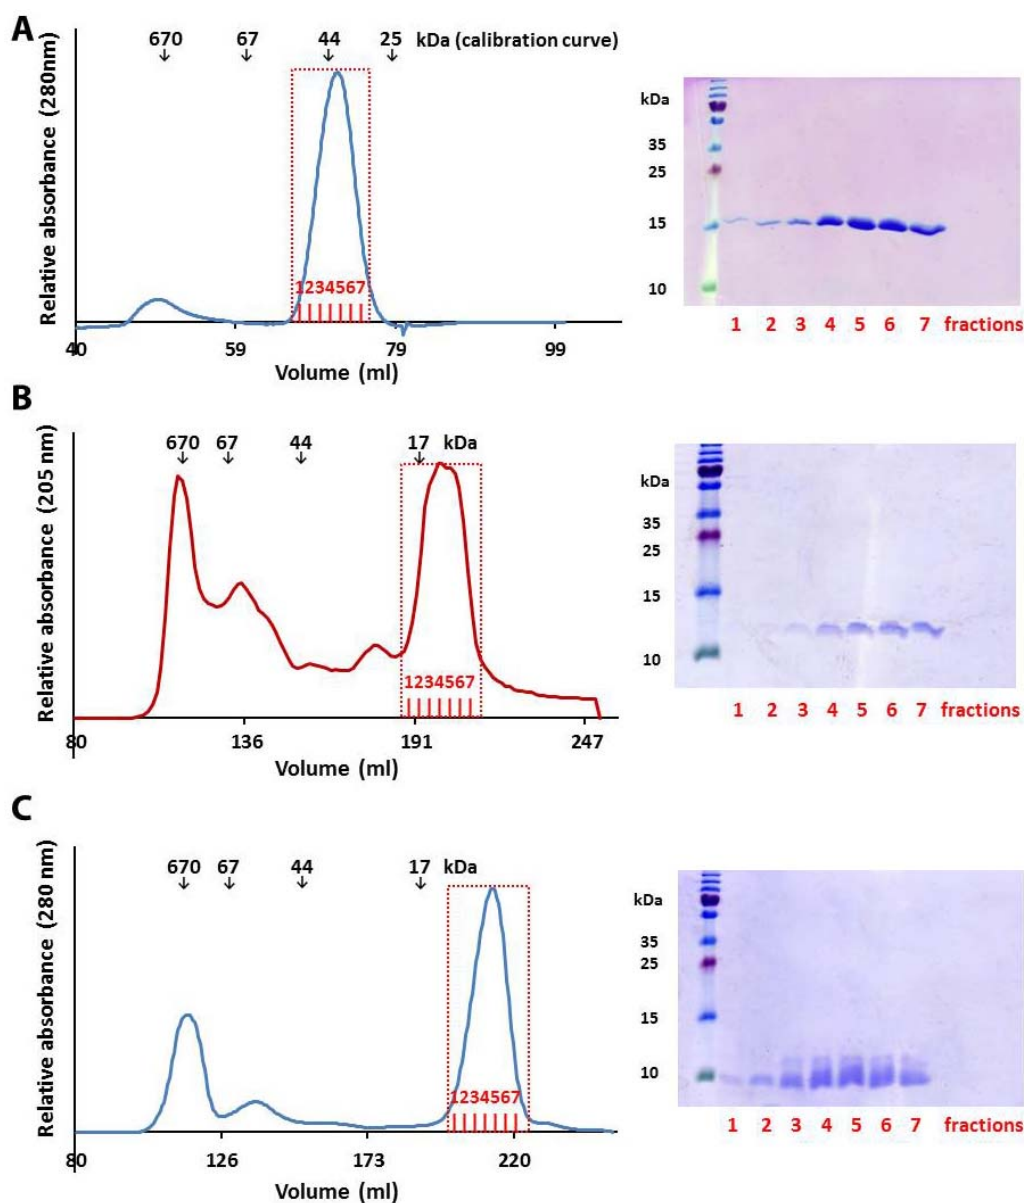 A
670 67 44 25 kDa (calibration curve)
Relative absorbance (280nm)
1234567
40 59 79 99
Volume (ml)
kDa
35
25
15
10
1 2 3 4 5 6 7 fractions
B
670 67 44 17 kDa
Relative absorbance (205 nm)
1234567
80 136 191 247
Volume (ml)
kDa
35
25
15
10
1 2 3 4 5 6 7 fractions
C
670 67 44 17 kDa
Relative absorbance (280 nm)
1234567
80 126 173 220
Volume (ml)
kDa
35
25
15
10
1 2 3 4 5 6 7 fractions